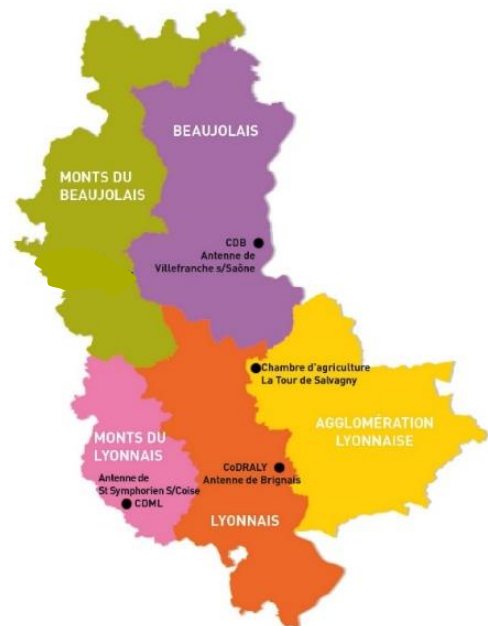 BEAUJOLAIS
MONTS DU
BEAUJOLAIS
CDB
Antenne de
Villefranche s/Saône
Chambre d'agriculture
La Tour de Salvagny
AGGLOMÉRATION
LYONNAISE
MONTS DU
LYONNAIS
Antenne de
St Symphorien S/Coise
CDML
CoDRALY
Antenne de Brignais
LYONNAIS